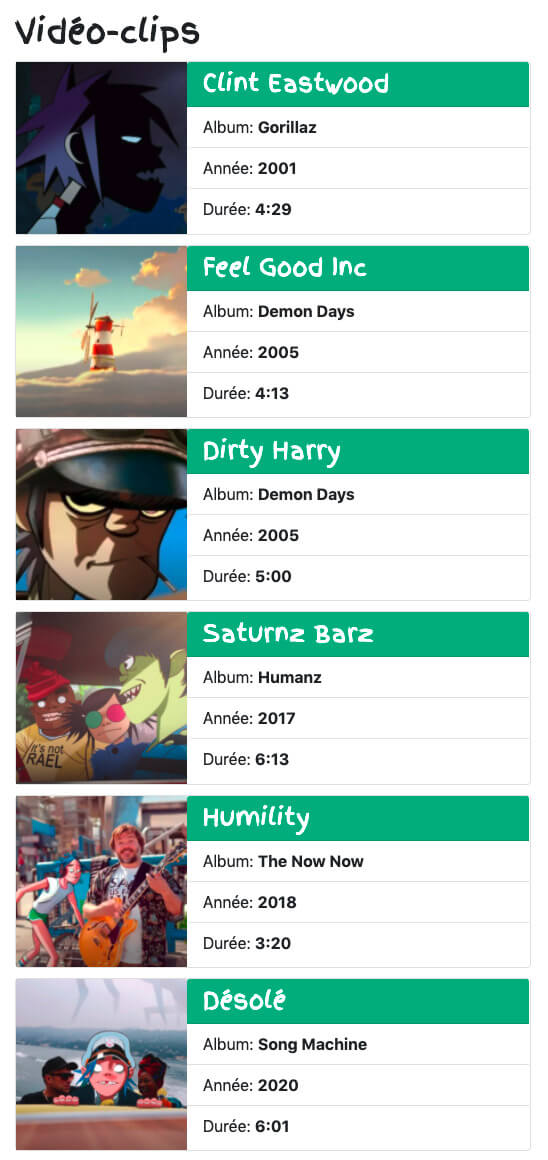 Vidéo-clips
Clint Eastwood
Album: Gorillaz
Année: 2001
Durée: 4:29
Feel Good Inc
Album: Demon Days
Année: 2005
Durée: 4:13
Dirty Harry
Album: Demon Days
Année: 2005
Durée: 5:00
Saturnz Barz
it's not
RAEL
Album: Humanz
Année: 2017
Durée: 6:13
Humility
Album: The Now Now
Année: 2018
Durée: 3:20
Désolé
Album: Song Machine
Année: 2020
Durée: 6:01